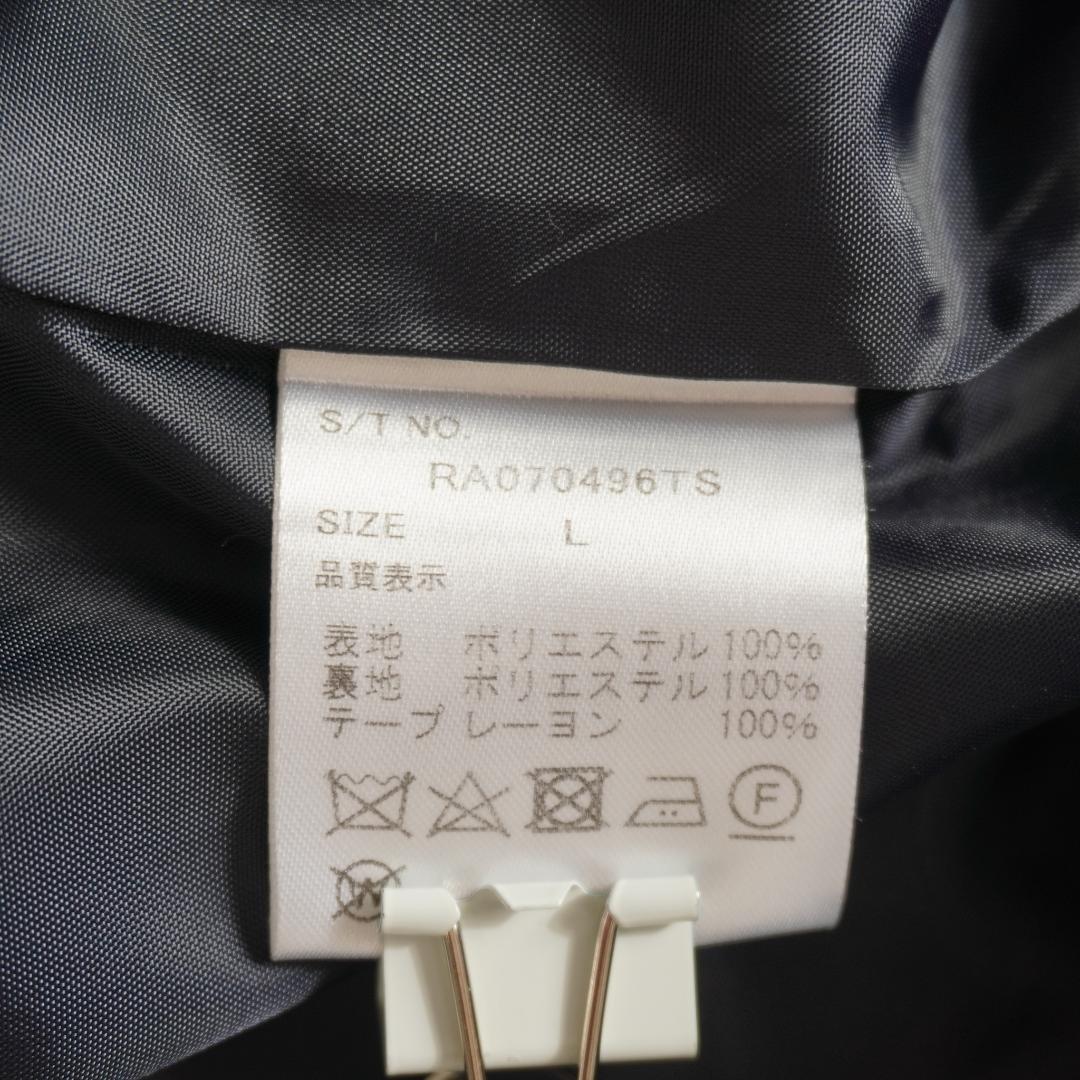 S/T NO.
RA070496TS
SIZE L
品質表示
表地 ポリエステル 100%
裏地 ポリエステル 100%
テープ レーヨン 100%
F
W